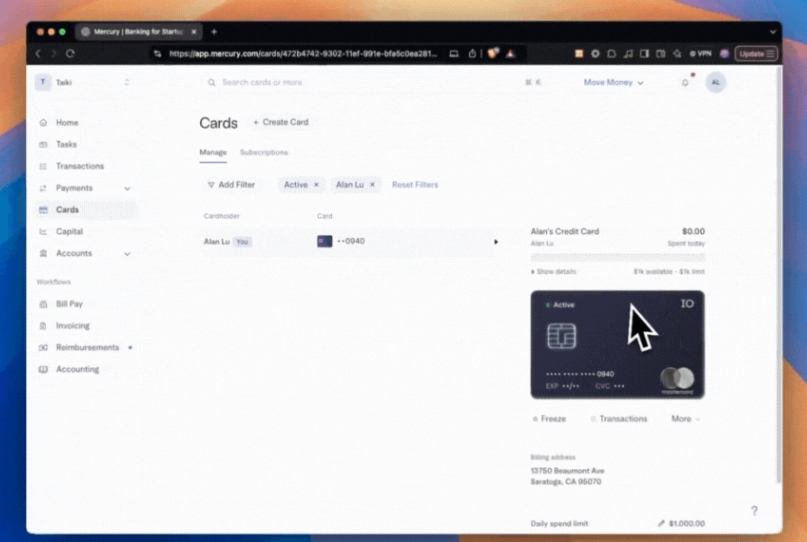 Mercury | Banking for Startu
https://app.mercury.com/cards/472b4742-9302-11ef-991e-bfa5c0ea281...
VPN
Update
T Taiki
Search cards or more
⌘ K
Move Money
AL
Home
Tasks
Transactions
Payments
Cards
Capital
Accounts
Workflows
Bill Pay
Invoicing
Reimbursements
Accounting
Cards
+ Create Card
Manage Subscriptions
Add Filter
Active ×
Alan Lu ×
Reset Filters
Cardholder Card
Alan Lu You ••0940
Alan's Credit Card $0.00
Alan Lu Spent today
Show details $1k available · $1k limit
Active IO
•••• •••• •••• 0940
EXP ••/•• CVC •••
mastercard
Freeze Transactions More
Billing address
13750 Beaumont Ave
Saratoga, CA 95070
Daily spend limit $1,000.00
?